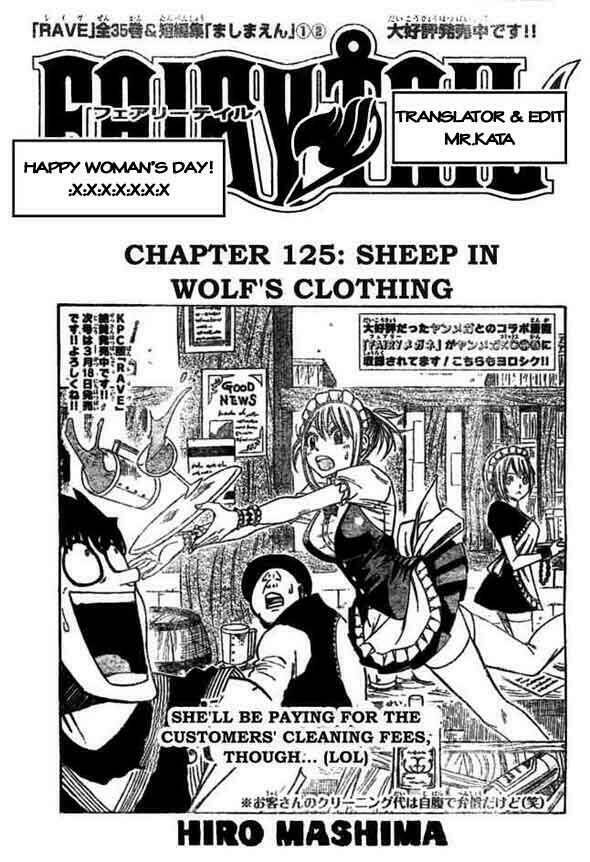 「RAVE」全35巻&短編集「ましまえん」①② 大好評発売中です!!
FAIRY TAIL
フェアリーテイル
TRANSLATOR & EDIT
MR.KATA
HAPPY WOMAN'S DAY!
:X:X:X:X:X:X:X
CHAPTER 125: SHEEP IN
WOLF'S CLOTHING
KPC版「RAVE」
絶賛発売中です!!
次号は3月18日発売
です!!よろしくね!!
大好評だったヤンメガとのコラボ漫画
「FAIRYメガネ」がヤンメガ×
収録されてます!こちらもヨロシク!!
GOOD
NEWS
SHE'LL BE PAYING FOR THE
CUSTOMERS' CLEANING FEES,
THOUGH... (LOL)
※お客さんのクリーニング代は自腹で弁償だけど(笑)
HIRO MASHIMA